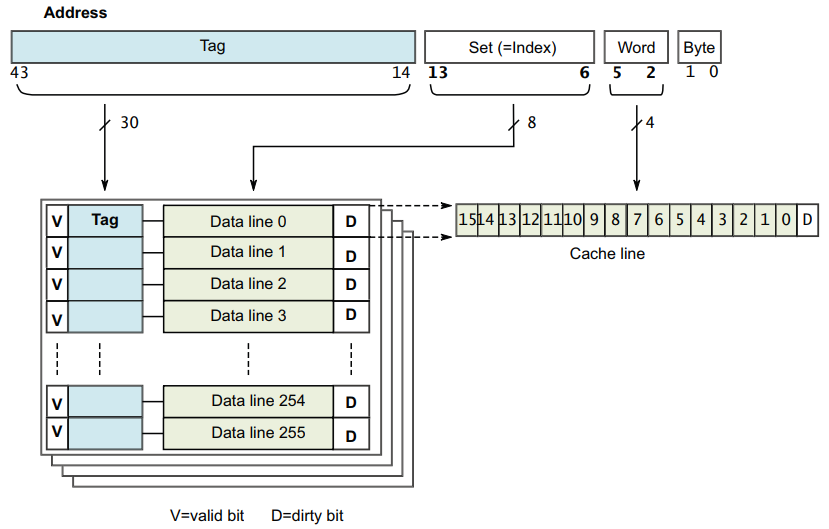 Address
Tag Set (=Index) Word Byte
43 14 13 6 5 2 1 0
30 8 4
V Tag Data line 0 D 15 14 13 12 11 10 9 8 7 6 5 4 3 2 1 0 D
V Data line 1 D
Cache line
V Data line 2 D
V Data line 3 D
V Data line 254 D
V Data line 255 D
V=valid bit D=dirty bit